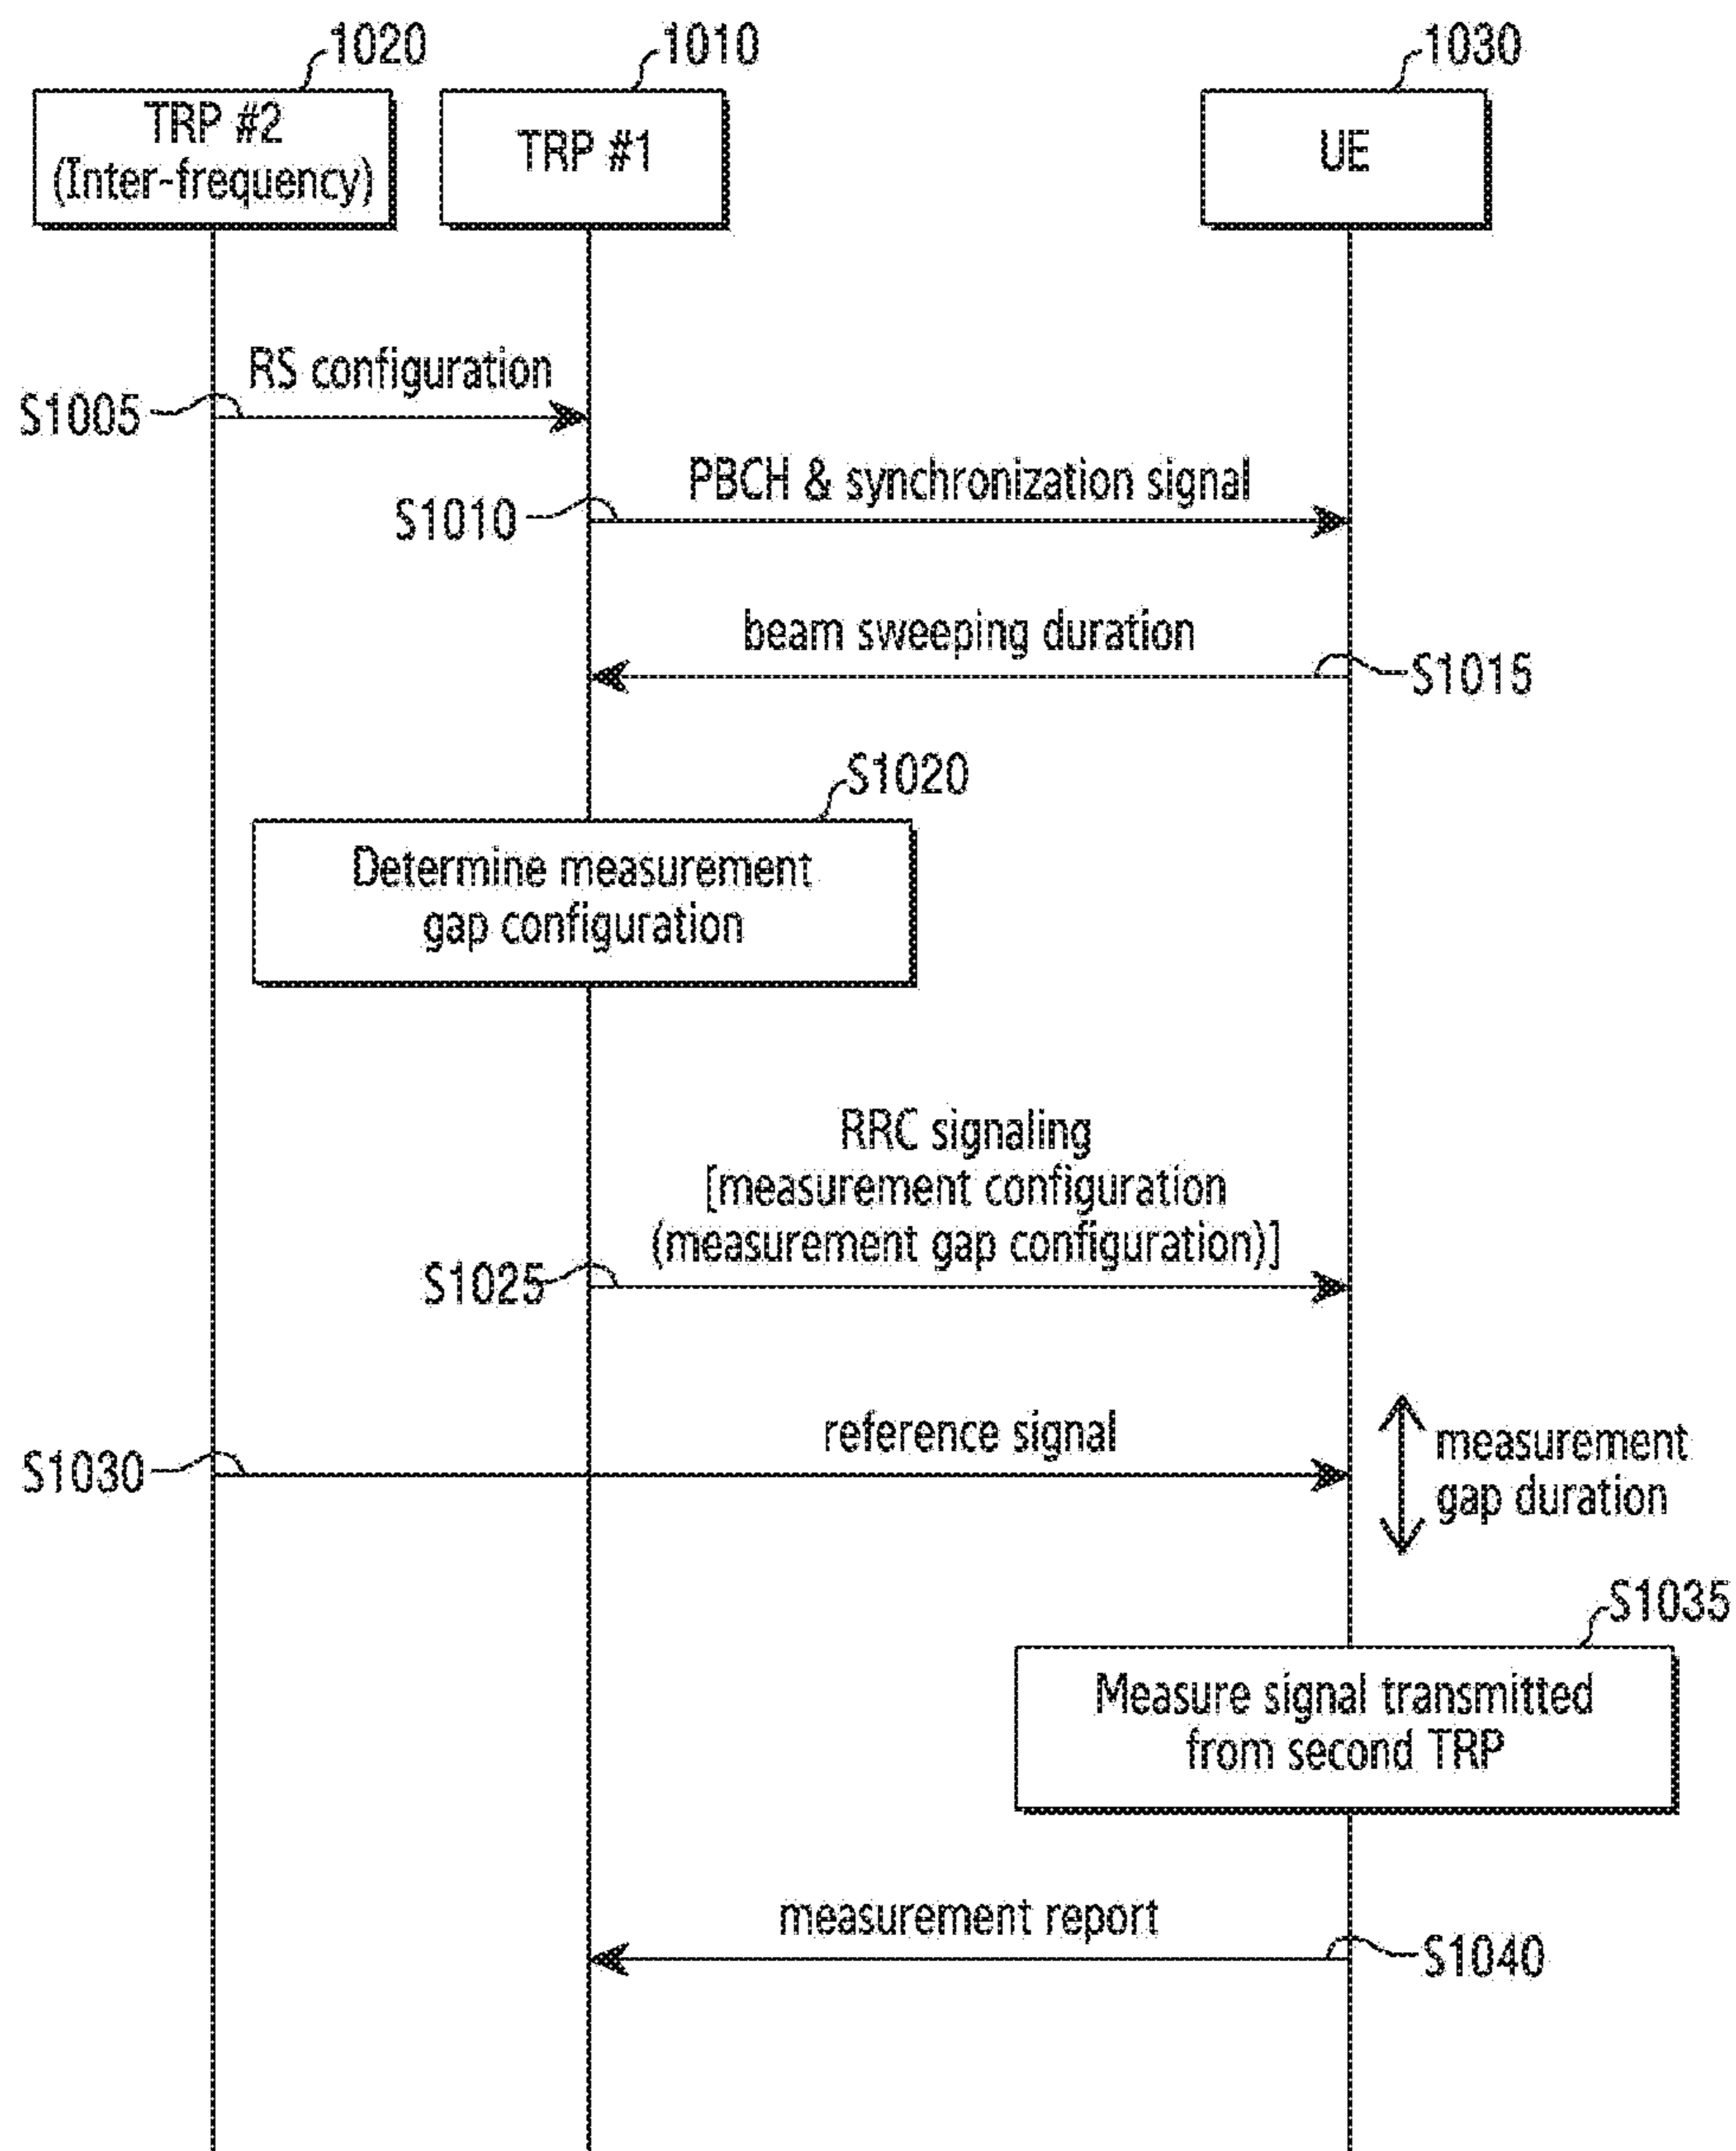 1020
1010
1030
TRP #2
(Inter-frequency)
TRP #1
UE
RS configuration
S1005
PBCH & synchronization signal
S1010
beam sweeping duration
S1015
S1020
Determine measurement
gap configuration
RRC signaling
[measurement configuration
(measurement gap configuration)]
S1025
reference signal
S1030
measurement
gap duration
S1035
Measure signal transmitted
from second TRP
measurement report
S1040